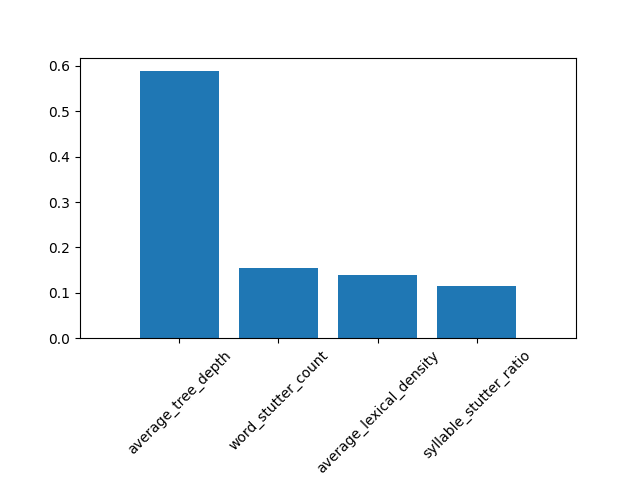 0.6
0.5
0.4
0.3
0.2
0.1
0.0
average_tree_depth
word_stutter_count
average_lexical_density
syllable_stutter_ratio